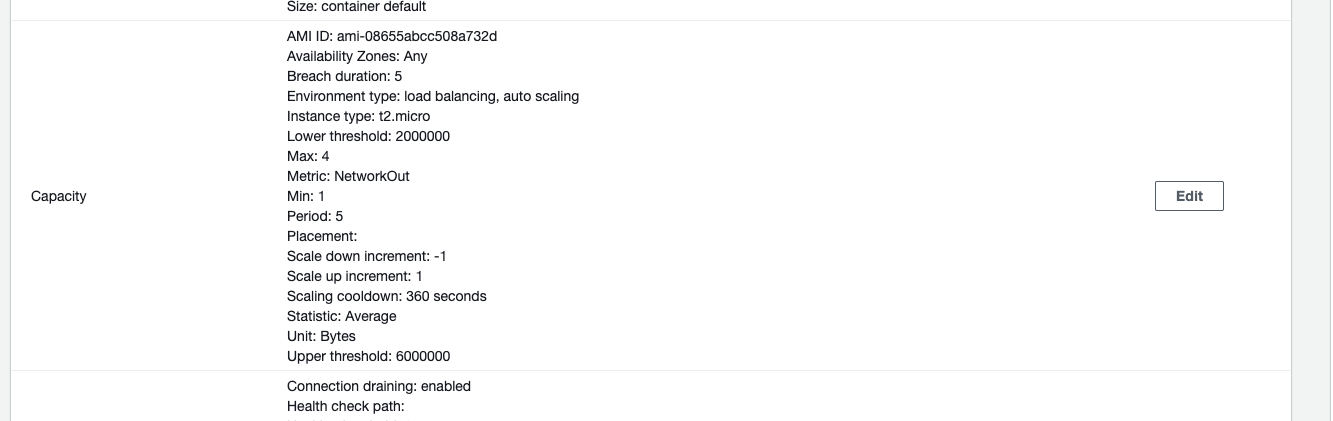 Size: container default
AMI ID: ami-08655abcc508a732d
Availability Zones: Any
Breach duration: 5
Environment type: load balancing, auto scaling
Instance type: t2.micro
Lower threshold: 2000000
Max: 4
Metric: NetworkOut
Capacity
Min: 1
Edit
Period: 5
Placement:
Scale down increment: -1
Scale up increment: 1
Scaling cooldown: 360 seconds
Statistic: Average
Unit: Bytes
Upper threshold: 6000000
Connection draining: enabled
Health check path: